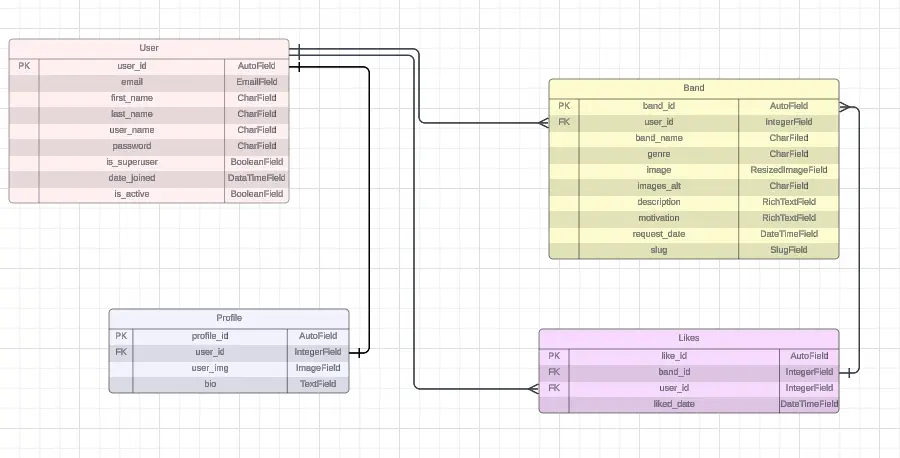 User
PK user_id AutoField
email EmailField
first_name CharField
last_name CharField
user_name CharField
password CharField
is_superuser BooleanField
date_joined DataTimeField
is_active BooleanField
Band
PK band_id AutoField
FK user_id IntegerField
band_name CharFiled
genre CharField
image ResizedImageField
images_alt CharField
description RichTextField
motivation RichTextField
request_date DateTimeField
slug SlugField
Profile
PK profile_id AutoField
FK user_id IntegerField
user_img ImageField
bio TextField
Likes
PK like_id AutoField
FK band_id IntegerField
FK user_id IntegerField
liked_date DateTimeField